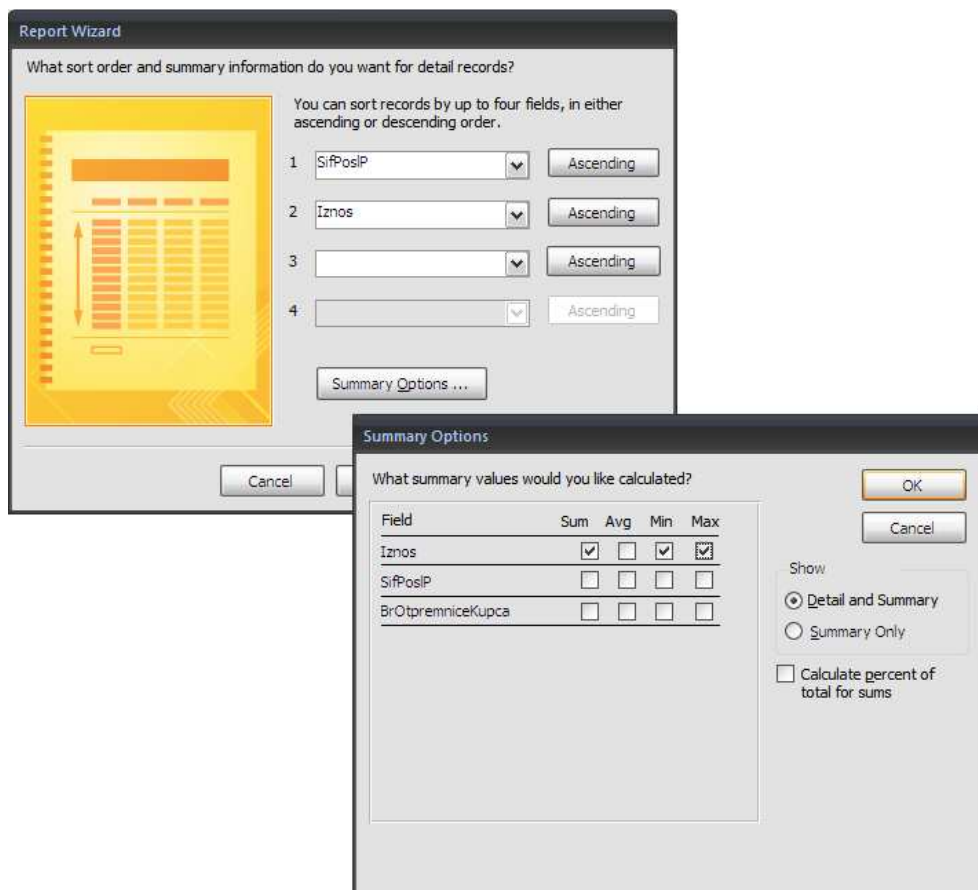 Report Wizard
What sort order and summary information do you want for detail records?
You can sort records by up to four fields, in either
ascending or descending order.
1 SifPoslP Ascending
2 Iznos Ascending
3 Ascending
4 Ascending
Summary Options ...
Cancel
Summary Options
What summary values would you like calculated?
OK
Cancel
Field Sum Avg Min Max
Iznos
SifPoslP
BrOtpremniceKupca
Show
Detail and Summary
Summary Only
Calculate percent of
total for sums